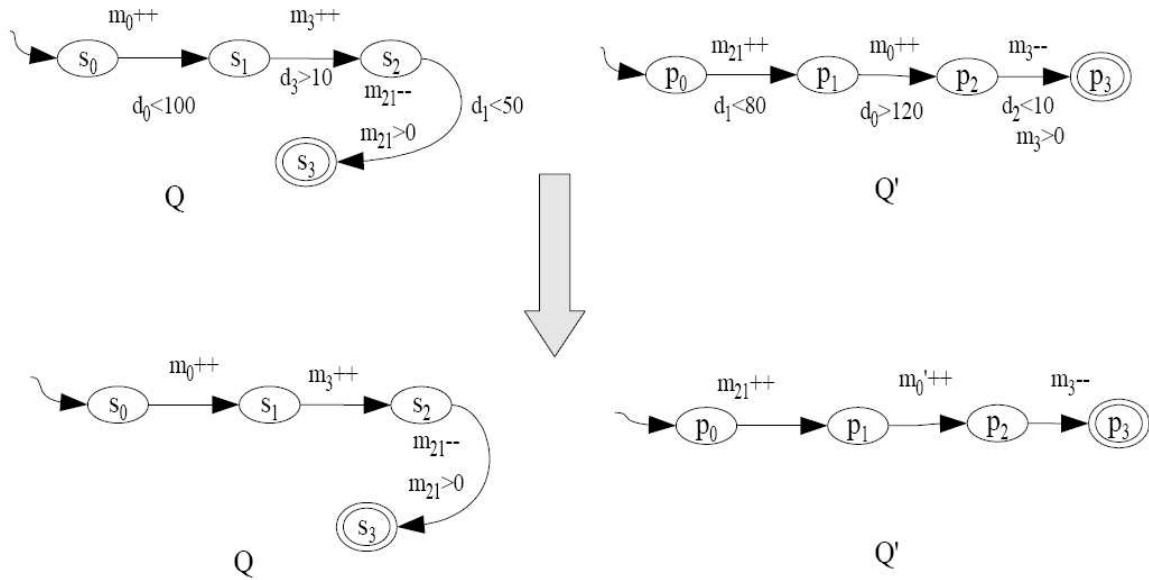 m0++ m3++
s0 s1 s2
d0<100 d3>10 m21-- d1<50
m21>0
s3
Q
m21++ m0++ m3--
p0 p1 p2 p3
d1<80 d0>120 d2<10
m3>0
Q'
m0++ m3++
s0 s1 s2
m21--
m21>0
s3
Q
m21++ m0'++ m3--
p0 p1 p2 p3
Q'